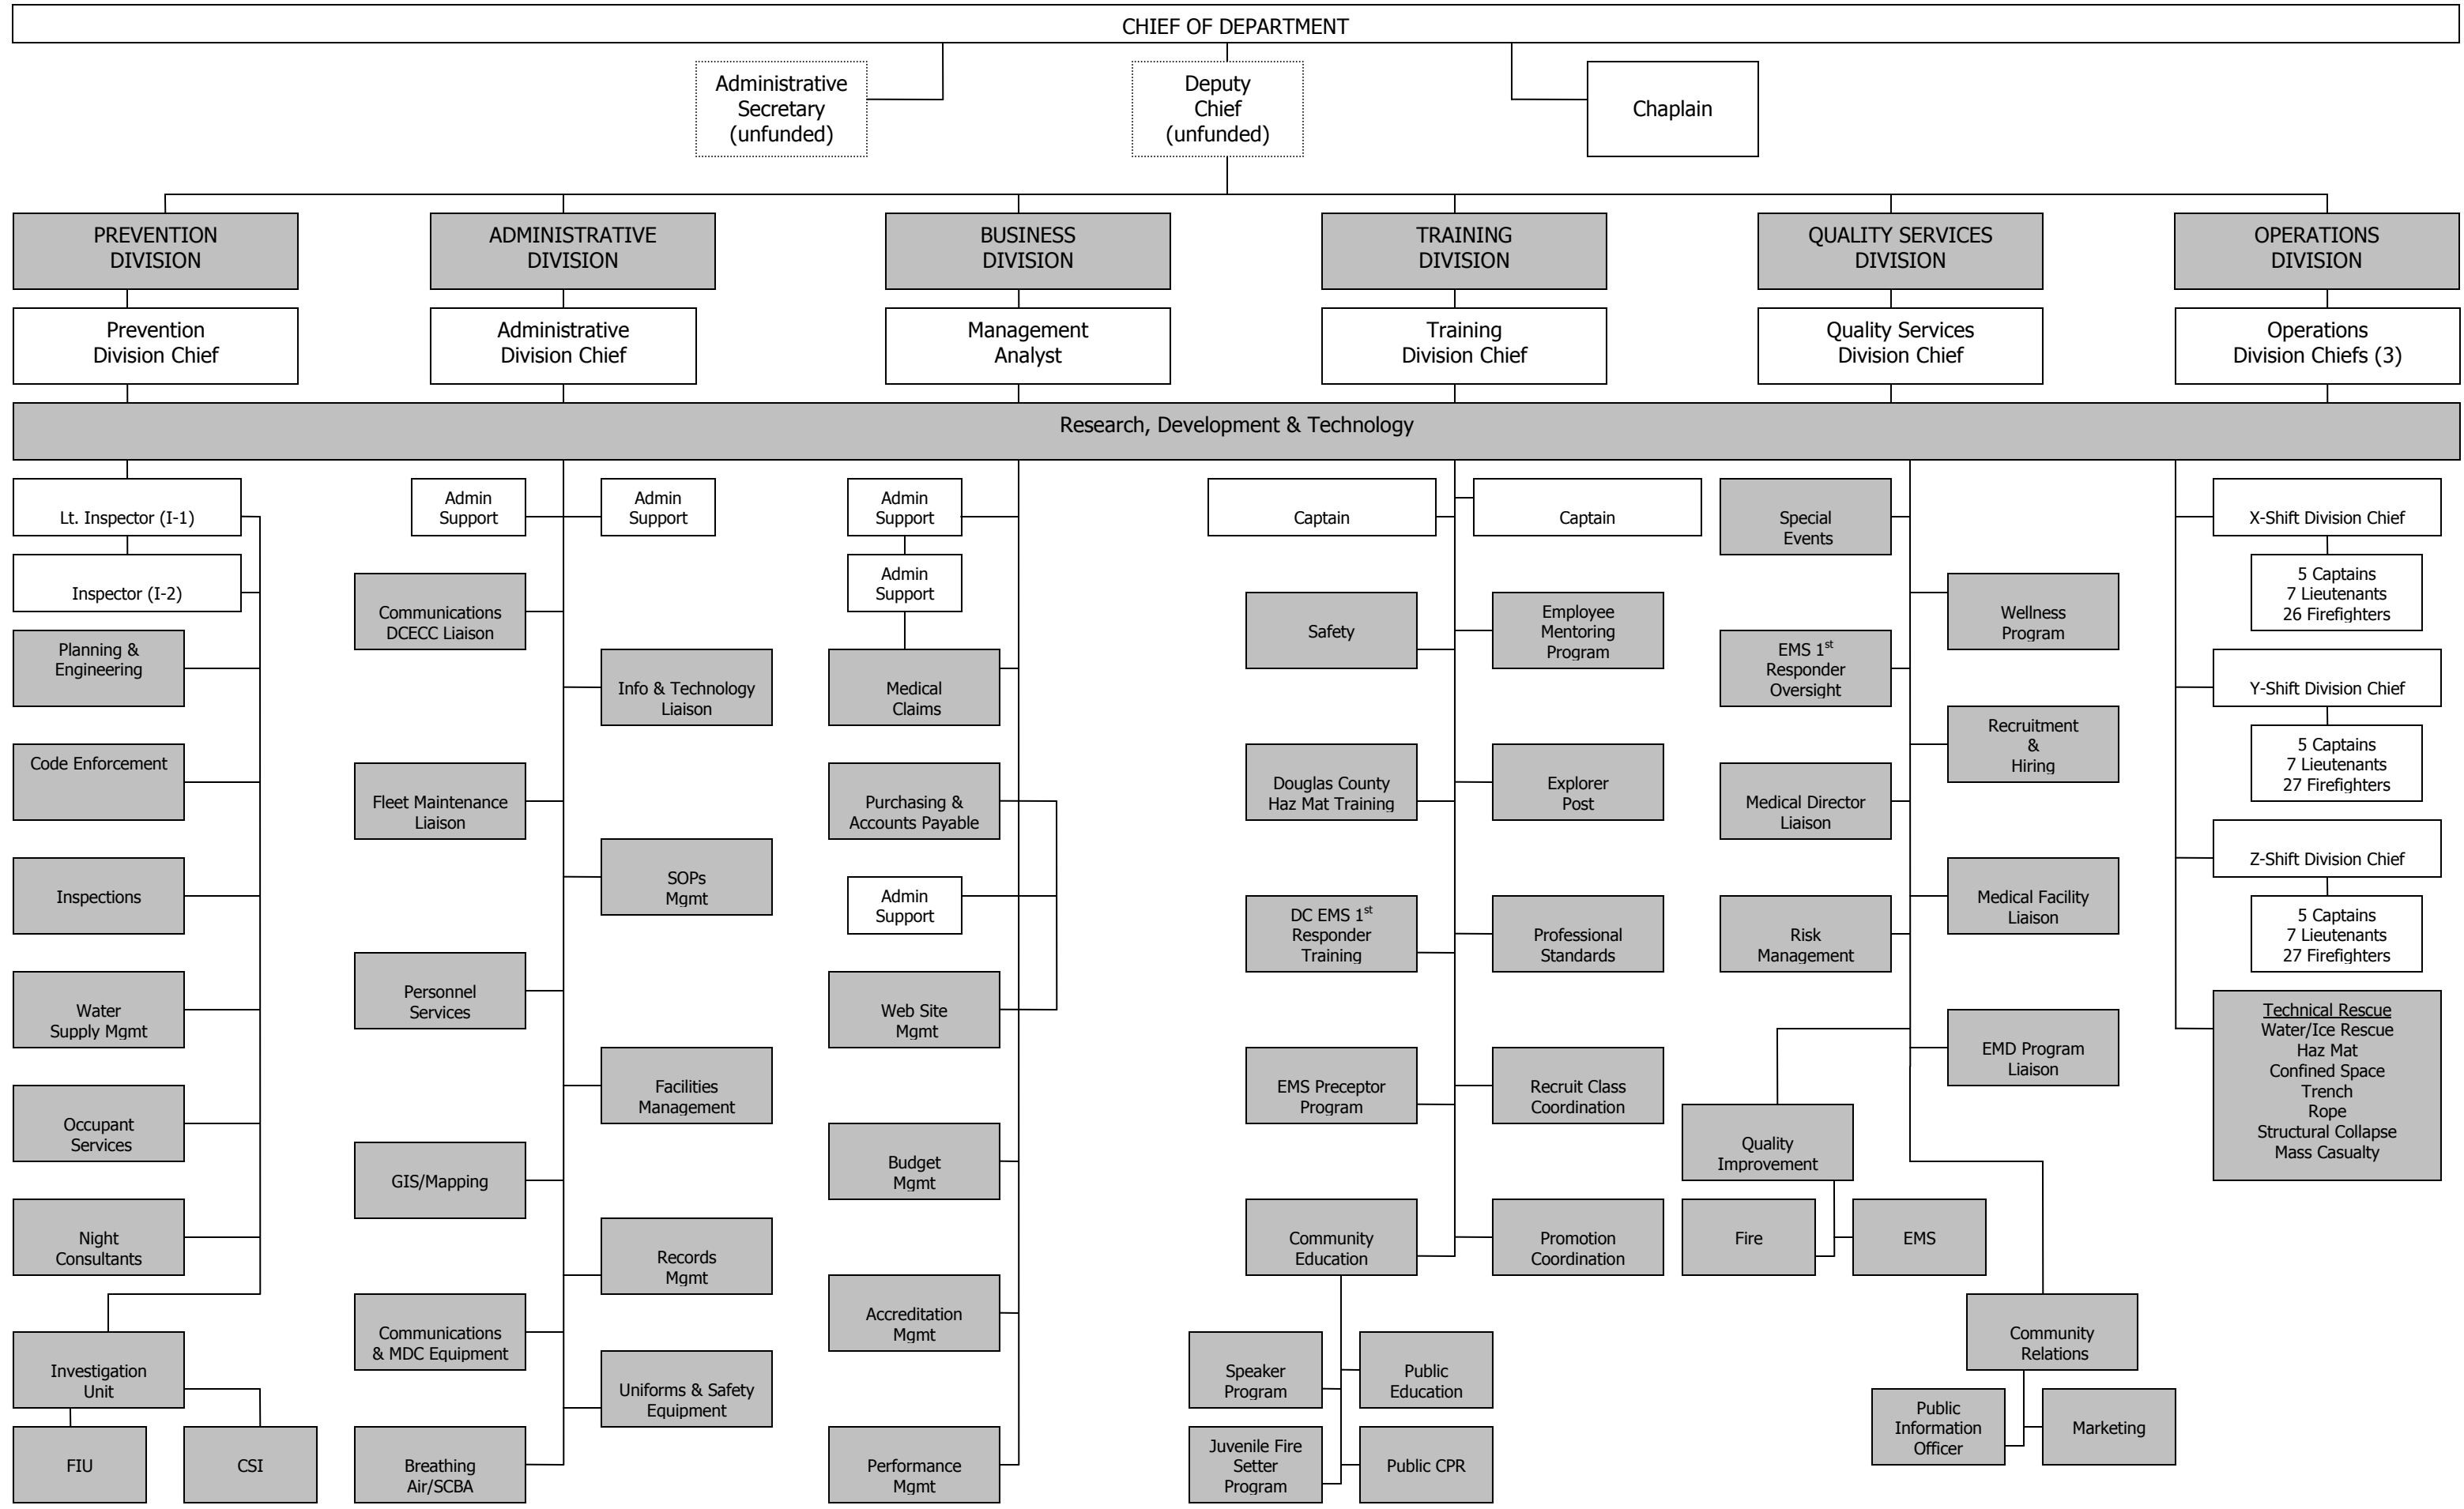 CHIEF OF DEPARTMENT
Administrative
Secretary
(unfunded)
Deputy
Chief
(unfunded)
Chaplain
PREVENTION
DIVISION
ADMINISTRATIVE
DIVISION
BUSINESS
DIVISION
TRAINING
DIVISION
QUALITY SERVICES
DIVISION
OPERATIONS
DIVISION
Prevention
Division Chief
Administrative
Division Chief
Management
Analyst
Training
Division Chief
Quality Services
Division Chief
Operations
Division Chiefs (3)
Research, Development & Technology
Lt. Inspector (I-1)
Inspector (I-2)
Planning &
Engineering
Code Enforcement
Inspections
Water
Supply Mgmt
Occupant
Services
Night
Consultants
Investigation
Unit
FIU
CSI
Admin
Support
Admin
Support
Communications
DCECC Liaison
Info & Technology
Liaison
Fleet Maintenance
Liaison
SOPs
Mgmt
Personnel
Services
Facilities
Management
GIS/Mapping
Records
Mgmt
Communications
& MDC Equipment
Uniforms & Safety
Equipment
Breathing
Air/SCBA
Admin
Support
Admin
Support
Medical
Claims
Purchasing &
Accounts Payable
Admin
Support
Web Site
Mgmt
Budget
Mgmt
Accreditation
Mgmt
Performance
Mgmt
Captain
Captain
Safety
Employee
Mentoring
Program
Douglas County
Haz Mat Training
Explorer
Post
DC EMS 1st
Responder
Training
Professional
Standards
EMS Preceptor
Program
Recruit Class
Coordination
Community
Education
Promotion
Coordination
Speaker
Program
Public
Education
Juvenile Fire
Setter
Program
Public CPR
Special
Events
Wellness
Program
EMS 1st
Responder
Oversight
Recruitment
&
Hiring
Medical Director
Liaison
Medical Facility
Liaison
Risk
Management
EMD Program
Liaison
Quality
Improvement
Fire
EMS
Community
Relations
Public
Information
Officer
Marketing
X-Shift Division Chief
5 Captains
7 Lieutenants
26 Firefighters
Y-Shift Division Chief
5 Captains
7 Lieutenants
27 Firefighters
Z-Shift Division Chief
5 Captains
7 Lieutenants
27 Firefighters
Technical Rescue
Water/Ice Rescue
Haz Mat
Confined Space
Trench
Rope
Structural Collapse
Mass Casualty